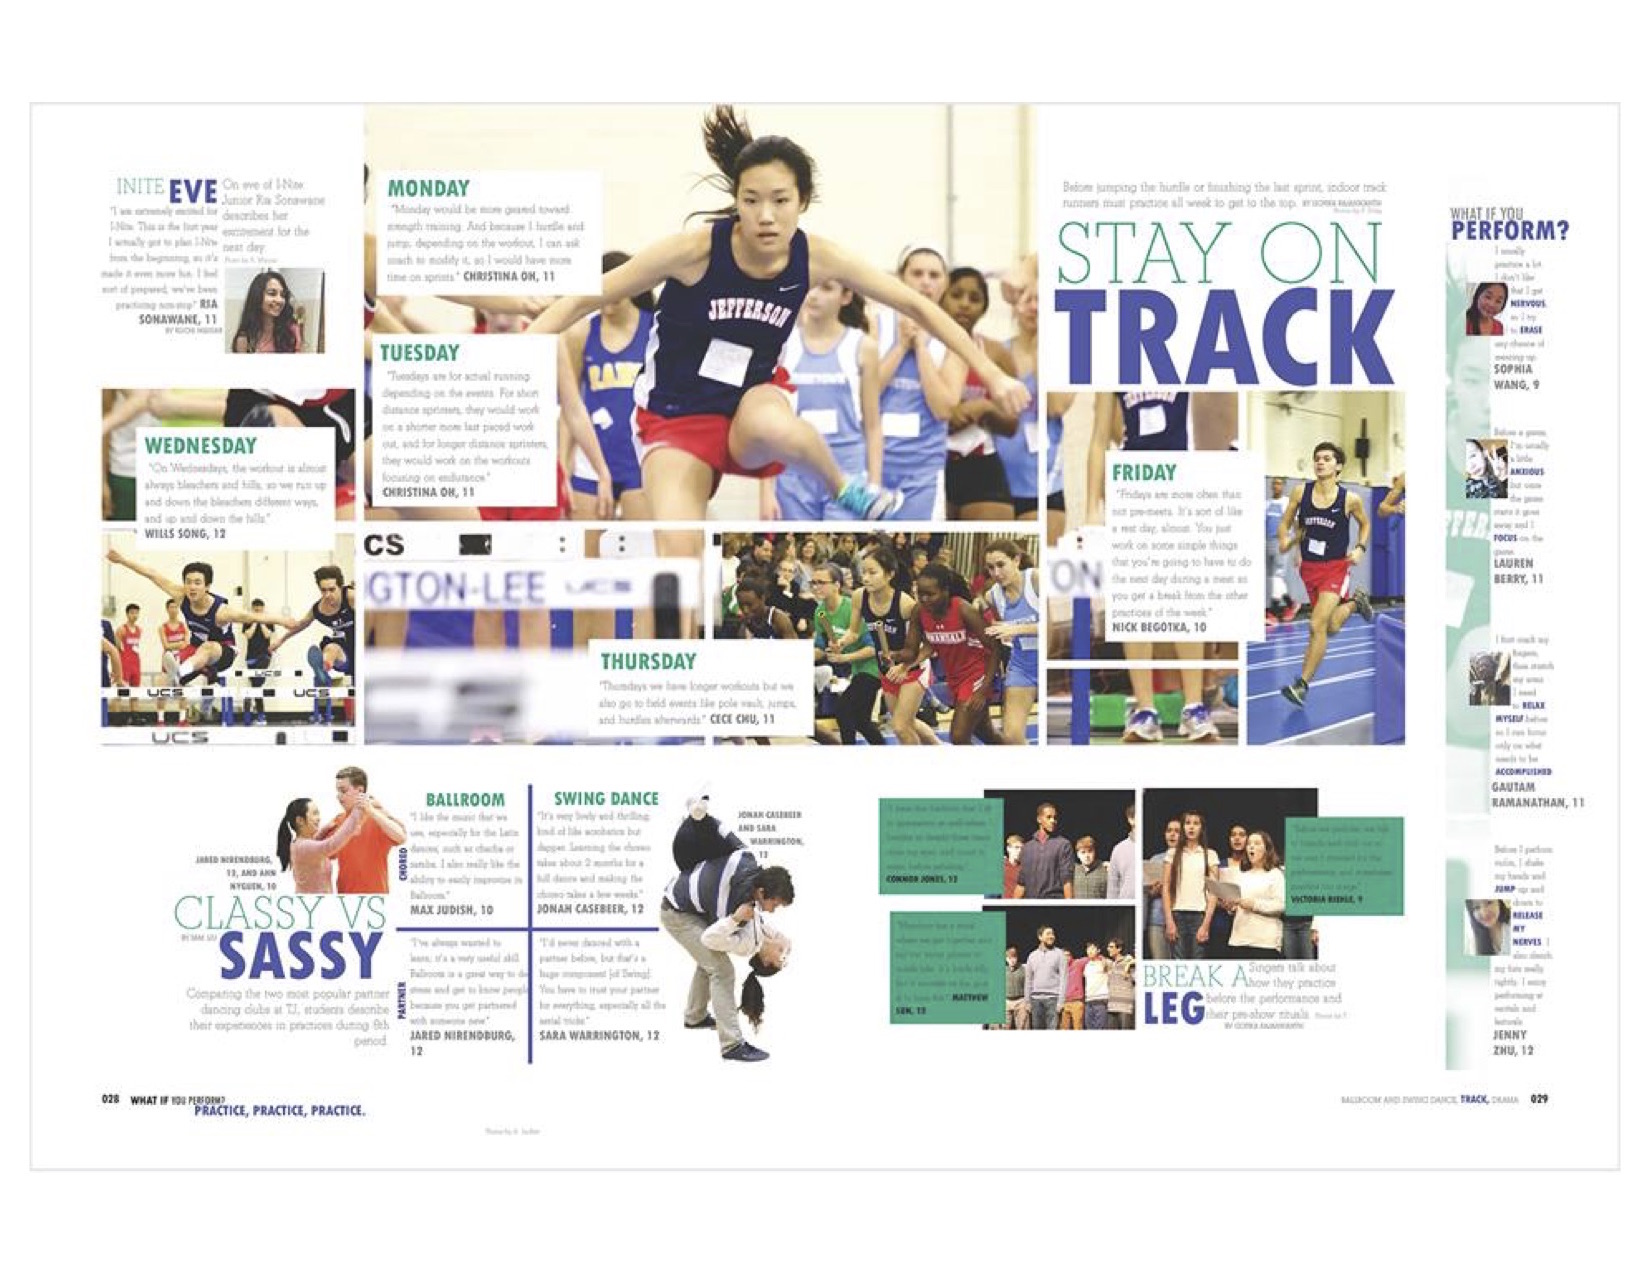 INITE EVE
On eve of I-Nite
Junior Ria Sonawane
describes her
excitement for the
next day
"I am extremely excited for
I-Nite. This is the first year
I actually got to plan I-Nite
from the beginning, so it's
made it even more fun. I feel
sort of prepared, we've been
practicing non-stop" RIA
SONAWANE, 11
MONDAY
"Monday would be more geared toward
strength training. And because I hurdle and
jump, depending on the workout, I can ask
coach to modify it, so I would have more
time on sprints." CHRISTINA OH, 11
TUESDAY
"Tuesdays are for actual running
depending on the events. For short
distance sprinters, they would work
on a shorter more fast paced work
out, and for longer distance sprinters,
they would work on the workouts
focusing on endurance."
CHRISTINA OH, 11
WEDNESDAY
"On Wednesdays, the workout is almost
always bleachers and hills, so we run up
and down the bleachers different ways,
and up and down the hills."
WILLS SONG, 12
THURSDAY
"Thursdays we have longer workouts but we
also go to field events like pole vault, jumps,
and hurdles afterwards" CECE CHU, 11
JEFFERSON
CS
GTON-LEE UCS
UCS UCS UCS
UCS
Before jumping the hurdle or finishing the last sprint, indoor track
runners must practice all week to get to the top.
STAY ON
TRACK
FRIDAY
"Fridays are more often than
not pre-meets. It's sort of like
a rest day, almost. You just
work on some simple things
that you're going to have to do
the next day during a meet so
you get a break from the other
practices of the week."
NICK BEGOTKA, 10
ON
JEFFERSON
WHAT IF YOU
PERFORM?
I usually
practice a lot
I don't like
that I get
NERVOUS,
so I try
to ERASE
any chance of
messing up
SOPHIA
WANG, 9
Before a game,
I'm usually
a little
ANXIOUS
but once
the game
starts it goes
away and I
FOCUS on the
game
LAUREN
BERRY, 11
I need
to RELAX
MYSELF before
so I can focus
only on what
needs to be
ACCOMPLISHED
GAUTAM
RAMANATHAN, 11
Before I perform
violin, I shake
my hands and
JUMP up and
down to
RELEASE
MY
NERVES I
JENNY
ZHU, 12
JARED NIRENDBURG,
12, AND ANN
NYGUEN, 10
CLASSY VS
SASSY
Comparing the two most popular partner
dancing clubs at TJ, students describe
their experiences in practices during 8th
period.
BALLROOM
CHOREO
"I like the music that we
use, especially for the Latin
dances, such as chacha or
samba. I also really like the
ability to easily improvise in
Ballroom."
MAX JUDISH, 10
SWING DANCE
"It's very lively and thrilling,
kind of like acrobatics but
dapper. Learning the choreo
takes about 2 months for a
full dance and making the
choreo takes a few weeks"
JONAH CASEBEER, 12
PARTNER
"I've always wanted to
learn; it's a very useful skill.
Ballroom is a great way to de
stress and get to know people
because you get partnered
with someone new"
JARED NIRENDBURG,
12
"I'd never danced with a
partner before, but that's a
huge component [of Swing]
You have to trust your partner
for everything, especially all the
aerial tricks"
SARA WARRINGTON, 12
JONAH CASEBEER
AND SARA
WARRINGTON,
12
CONNOR JONES, 12
MATTHEW
SUN, 12
VICTORIA RIEHLE, 9
BREAK A
LEG
Singers talk about
how they practice
before the performance and
their pre-show rituals
028 WHAT IF YOU PERFORM?
PRACTICE, PRACTICE, PRACTICE.
BALLROOM AND SWING DANCE, TRACK, DRAMA 029